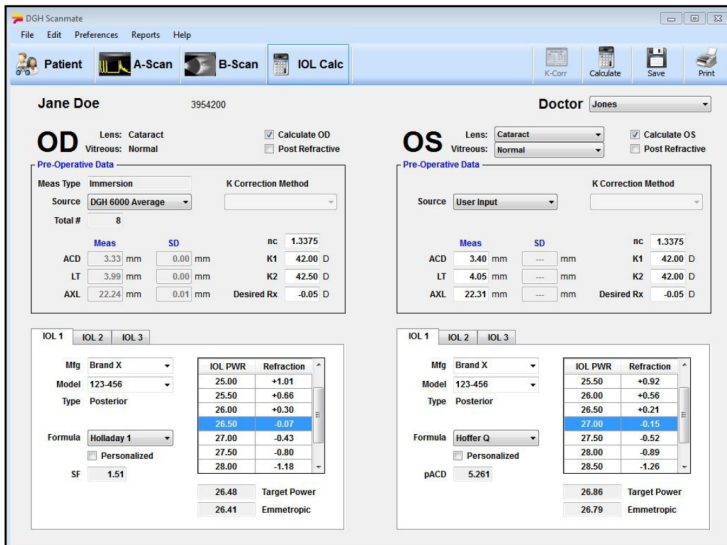 DGH Scanmate
File Edit Preferences Reports Help
Patient A-Scan B-Scan IOL Calc K-Corr Calculate Save Print
Jane Doe 3954200 Doctor Jones
OD Lens: Cataract Calculate OD
Vitreous: Normal Post Refractive
Pre-Operative Data
Meas Type Immersion K Correction Method
Source DGH 6000 Average
Total # 8
Meas SD nc 1.3375
ACD 3.33 mm 0.00 mm K1 42.00 D
LT 3.99 mm 0.00 mm K2 42.50 D
AXL 22.24 mm 0.01 mm Desired Rx -0.05 D
IOL 1 IOL 2 IOL 3
Mfg Brand X
Model 123-456
Type Posterior
Formula Holladay 1
Personalized
SF 1.51
IOL PWR Refraction
25.00 +1.01
25.50 +0.66
26.00 +0.30
26.50 -0.07
27.00 -0.43
27.50 -0.80
28.00 -1.18
26.48 Target Power
26.41 Emmetropic
OS Lens: Cataract Calculate OS
Vitreous: Normal Post Refractive
Pre-Operative Data
K Correction Method
Source User Input
Meas SD nc 1.3375
ACD 3.40 mm --- mm K1 42.00 D
LT 4.05 mm --- mm K2 42.00 D
AXL 22.31 mm --- mm Desired Rx -0.05 D
IOL 1 IOL 2 IOL 3
Mfg Brand X
Model 123-456
Type Posterior
Formula Hoffer Q
Personalized
pACD 5.261
IOL PWR Refraction
25.50 +0.92
26.00 +0.56
26.50 +0.21
27.00 -0.15
27.50 -0.52
28.00 -0.89
28.50 -1.26
26.86 Target Power
26.79 Emmetropic